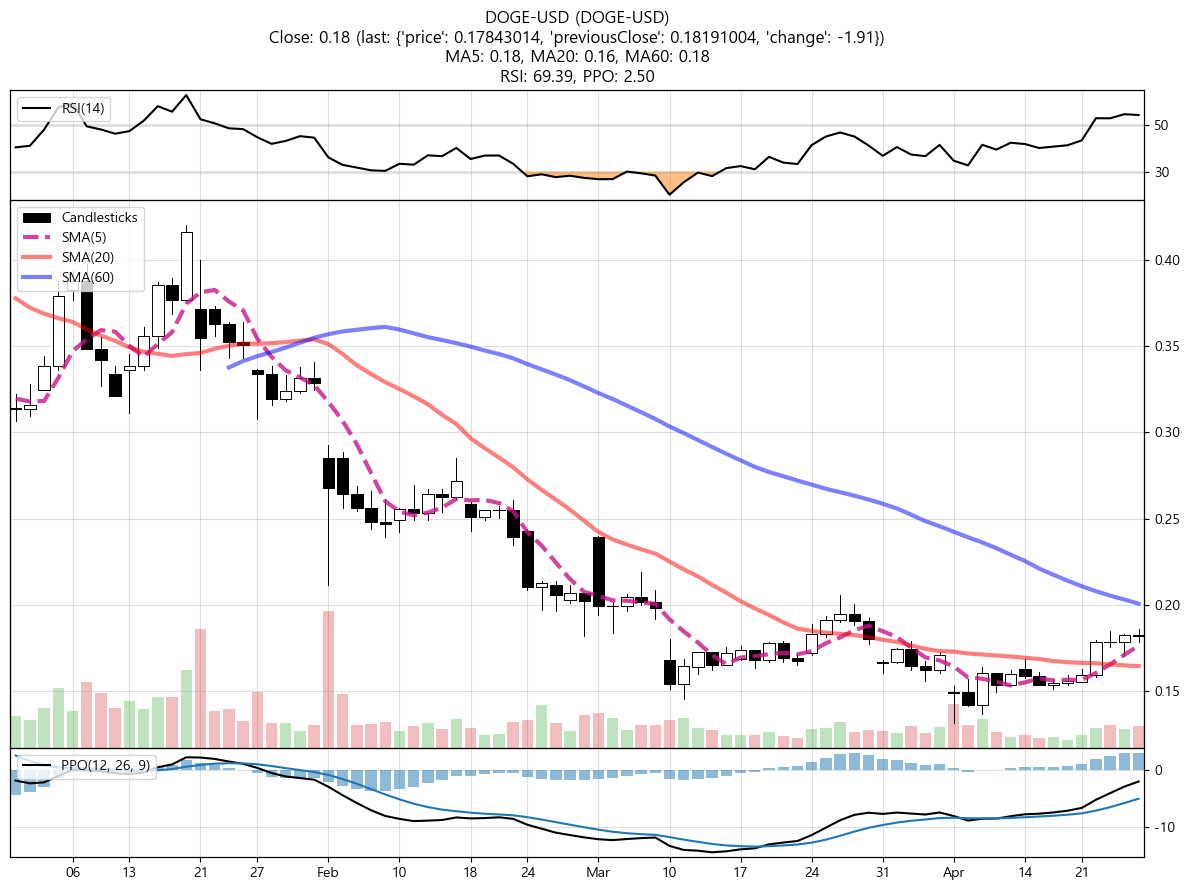 DOGE-USD (DOGE-USD)
Close: 0.18 (last: {'price': 0.17843014, 'previousClose': 0.18191004, 'change': -1.91})
MA5: 0.18, MA20: 0.16, MA60: 0.18
RSI: 69.39, PPO: 2.50
RSI(14)
50
30
Candlesticks
SMA(5)
SMA(20)
SMA(60)
0.40
0.35
0.30
0.25
0.20
0.15
PPO(12, 26, 9)
0
-10
06 13 21 27 Feb 10 18 24 Mar 10 17 24 31 Apr 14 21